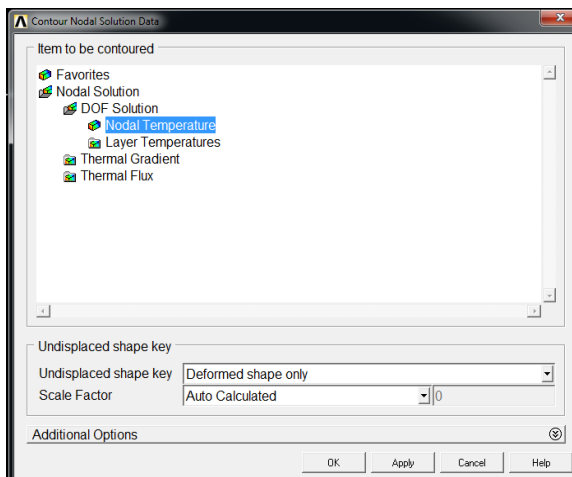 Contour Nodal Solution Data
Item to be contoured
Favorites
Nodal Solution
DOF Solution
Nodal Temperature
Layer Temperatures
Thermal Gradient
Thermal Flux
Undisplaced shape key
Undisplaced shape key Deformed shape only
Scale Factor Auto Calculated 0
Additional Options
OK Apply Cancel Help